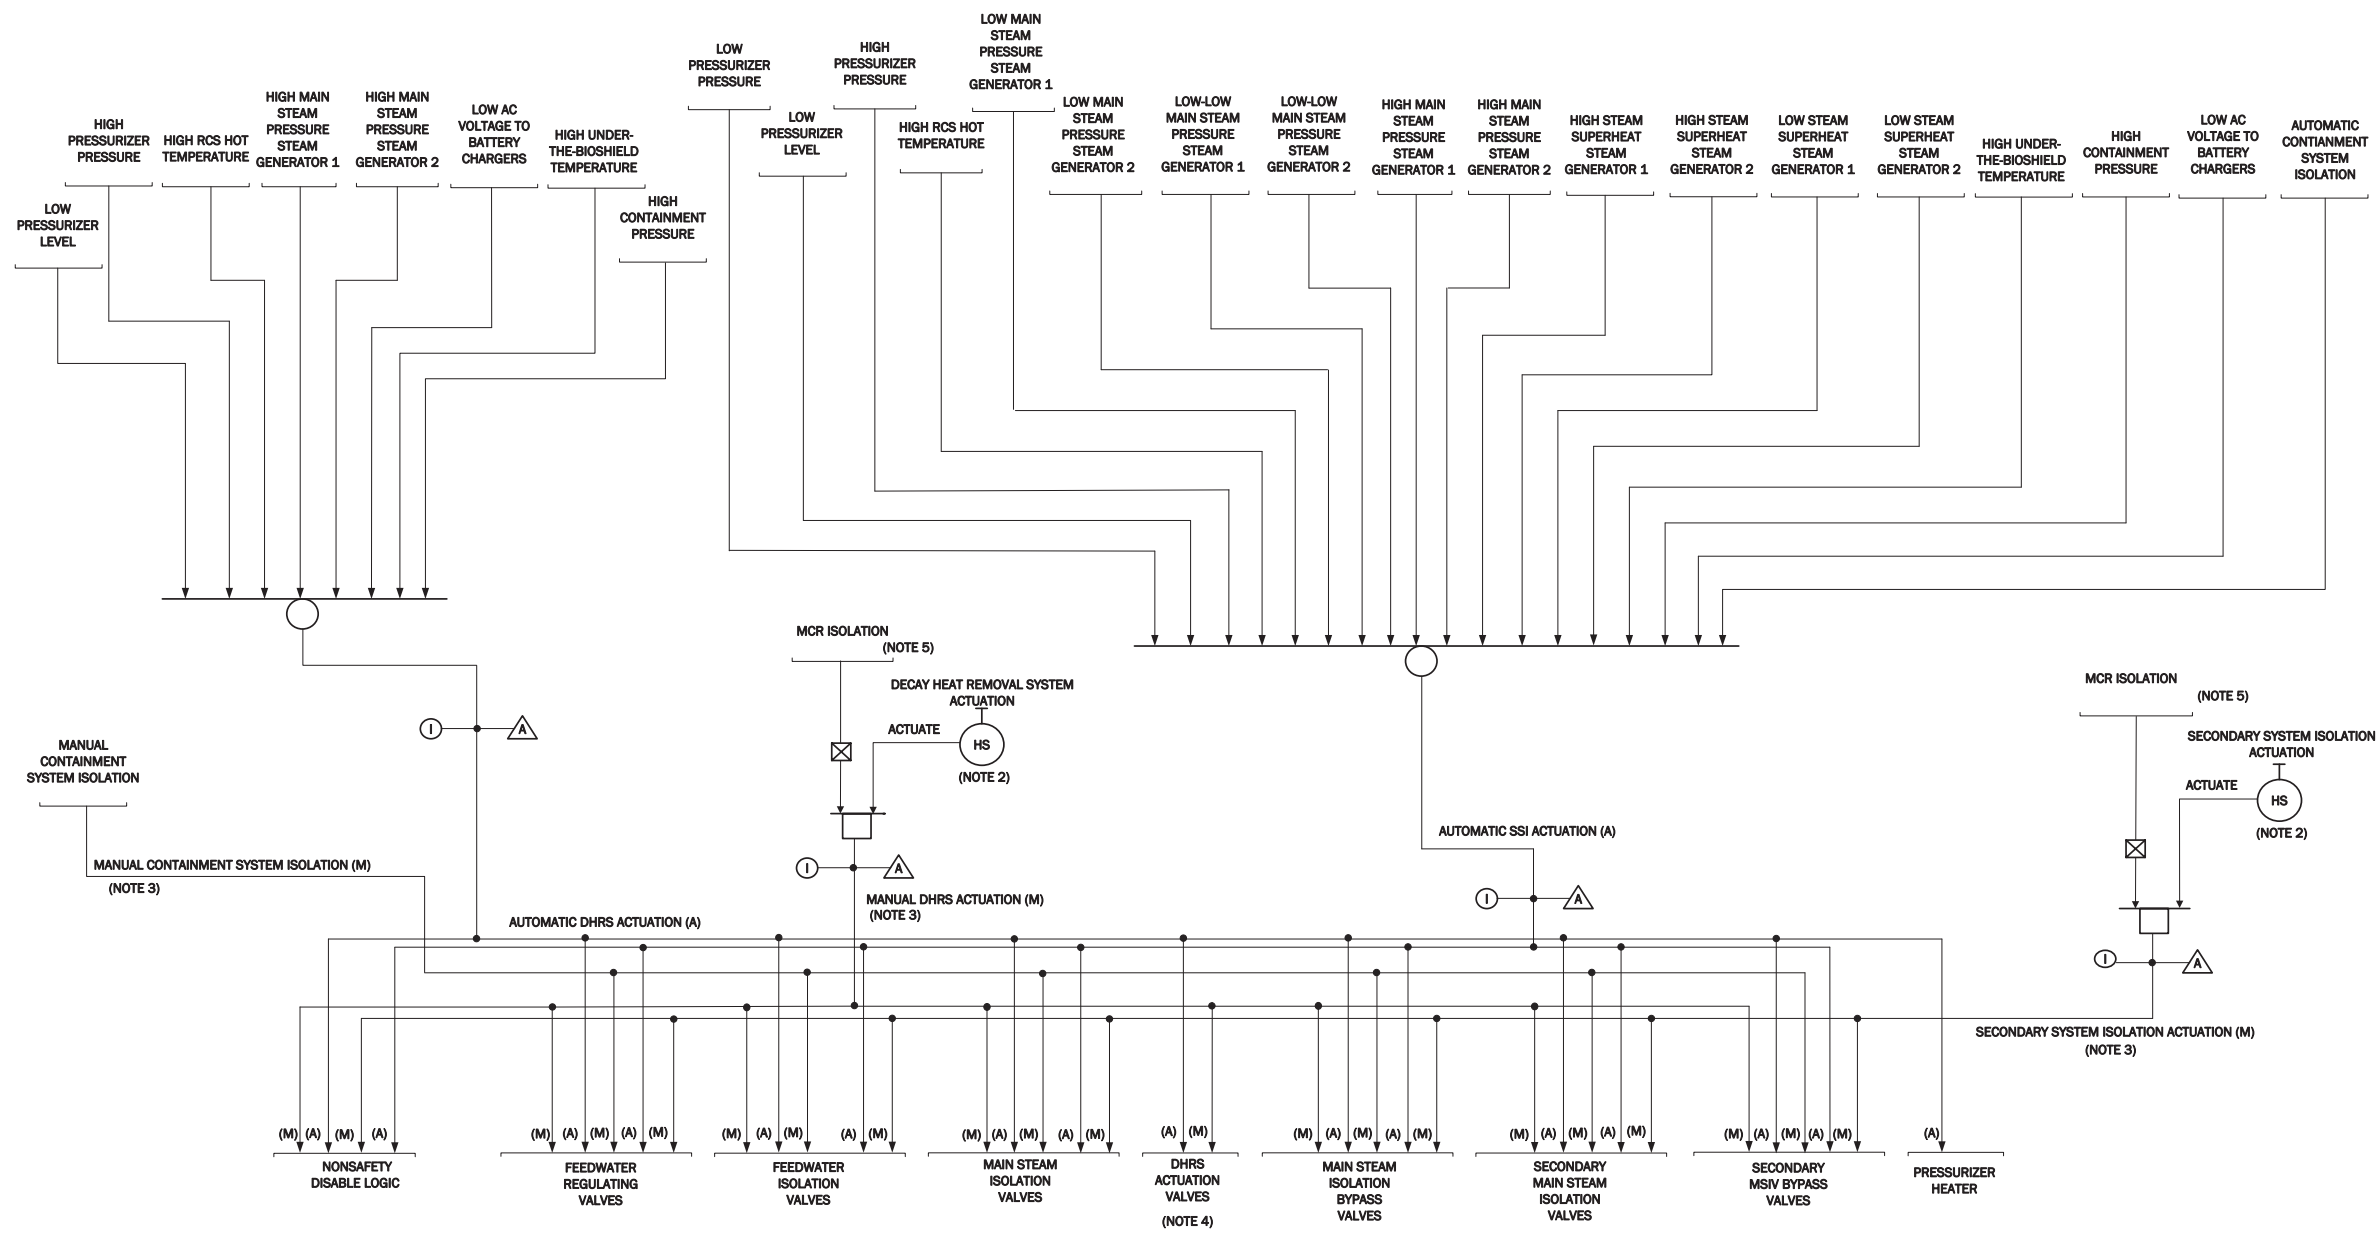 LOW
PRESSURIZER
LEVEL
HIGH
PRESSURIZER
PRESSURE
HIGH RCS HOT
TEMPERATURE
HIGH MAIN
STEAM
PRESSURE
STEAM
GENERATOR 1
HIGH MAIN
STEAM
PRESSURE
STEAM
GENERATOR 2
LOW AC
VOLTAGE TO
BATTERY
CHARGERS
HIGH UNDER-
THE-BIOSHIELD
TEMPERATURE
HIGH
CONTAINMENT
PRESSURE
LOW
PRESSURIZER
PRESSURE
LOW
PRESSURIZER
LEVEL
HIGH
PRESSURIZER
PRESSURE
HIGH RCS HOT
TEMPERATURE
LOW MAIN
STEAM
PRESSURE
STEAM
GENERATOR 1
LOW MAIN
STEAM
PRESSURE
STEAM
GENERATOR 2
LOW-LOW
MAIN STEAM
PRESSURE
STEAM
GENERATOR 1
LOW-LOW
MAIN STEAM
PRESSURE
STEAM
GENERATOR 2
HIGH MAIN
STEAM
PRESSURE
STEAM
GENERATOR 1
HIGH MAIN
STEAM
PRESSURE
STEAM
GENERATOR 2
HIGH STEAM
SUPERHEAT
STEAM
GENERATOR 1
HIGH STEAM
SUPERHEAT
STEAM
GENERATOR 2
LOW STEAM
SUPERHEAT
STEAM
GENERATOR 1
LOW STEAM
SUPERHEAT
STEAM
GENERATOR 2
HIGH UNDER-
THE-BIOSHIELD
TEMPERATURE
HIGH
CONTAINMENT
PRESSURE
LOW AC
VOLTAGE TO
BATTERY
CHARGERS
AUTOMATIC
CONTIANMENT
SYSTEM
ISOLATION
I
A
MANUAL
CONTAINMENT
SYSTEM ISOLATION
MANUAL CONTAINMENT SYSTEM ISOLATION (M)
(NOTE 3)
MCR ISOLATION
(NOTE 5)
DECAY HEAT REMOVAL SYSTEM
ACTUATION
ACTUATE
HS
(NOTE 2)
I
A
MANUAL DHRS ACTUATION (M)
(NOTE 3)
AUTOMATIC DHRS ACTUATION (A)
AUTOMATIC SSI ACTUATION (A)
I
A
MCR ISOLATION
(NOTE 5)
SECONDARY SYSTEM ISOLATION
ACTUATION
ACTUATE
HS
(NOTE 2)
I
A
SECONDARY SYSTEM ISOLATION ACTUATION (M)
(NOTE 3)
(M) (A) (M) (A)
NONSAFETY
DISABLE LOGIC
(M) (A) (M) (A) (M)
FEEDWATER
REGULATING
VALVES
(M) (A) (M) (A) (M)
FEEDWATER
ISOLATION
VALVES
(M) (A) (M) (A) (M)
MAIN STEAM
ISOLATION
VALVES
(A) (M)
DHRS
ACTUATION
VALVES
(NOTE 4)
(M) (A) (M) (A) (M)
MAIN STEAM
ISOLATION
BYPASS
VALVES
(M) (A) (M) (A) (M)
SECONDARY
MAIN STEAM
ISOLATION
VALVES
(M) (A) (M) (A) (M)
SECONDARY
MSIV BYPASS
VALVES
(A)
PRESSURIZER
HEATER